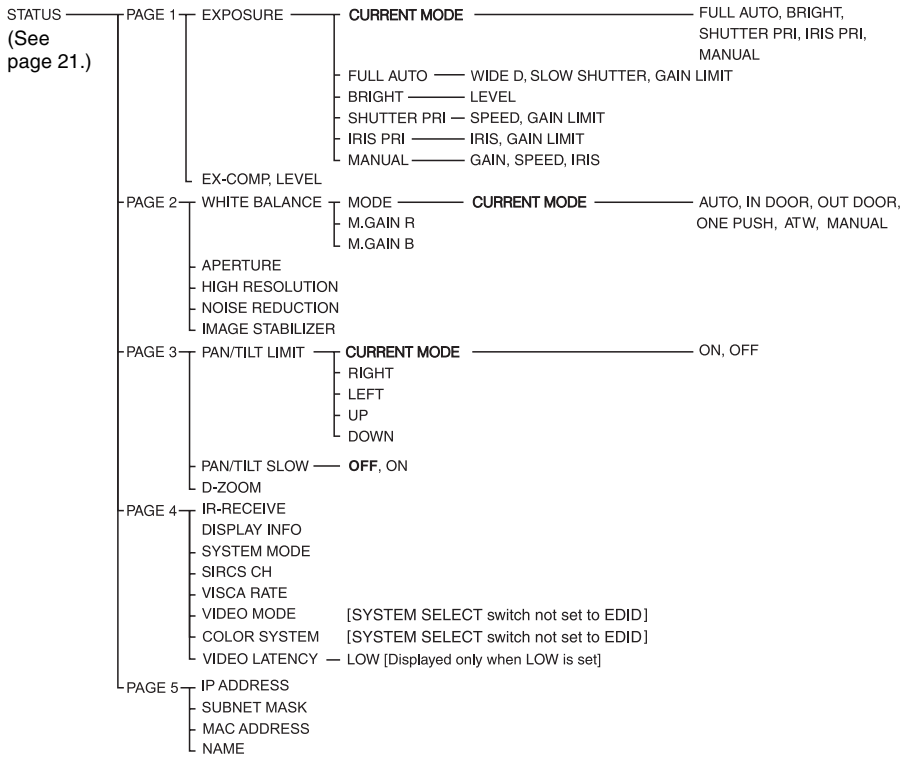 STATUS PAGE 1 EXPOSURE CURRENT MODE FULL AUTO, BRIGHT,
(See SHUTTER PRI, IRIS PRI,
page 21.) MANUAL
FULL AUTO WIDE D, SLOW SHUTTER, GAIN LIMIT
BRIGHT LEVEL
SHUTTER PRI SPEED, GAIN LIMIT
IRIS PRI IRIS, GAIN LIMIT
MANUAL GAIN, SPEED, IRIS
EX-COMP, LEVEL
PAGE 2 WHITE BALANCE MODE CURRENT MODE AUTO, IN DOOR, OUT DOOR,
M.GAIN R ONE PUSH, ATW, MANUAL
M.GAIN B
APERTURE
HIGH RESOLUTION
NOISE REDUCTION
IMAGE STABILIZER
PAGE 3 PAN/TILT LIMIT CURRENT MODE ON, OFF
RIGHT
LEFT
UP
DOWN
PAN/TILT SLOW OFF, ON
D-ZOOM
PAGE 4 IR-RECEIVE
DISPLAY INFO
SYSTEM MODE
SIRCS CH
VISCA RATE
VIDEO MODE [SYSTEM SELECT switch not set to EDID]
COLOR SYSTEM [SYSTEM SELECT switch not set to EDID]
VIDEO LATENCY LOW [Displayed only when LOW is set]
PAGE 5 IP ADDRESS
SUBNET MASK
MAC ADDRESS
NAME